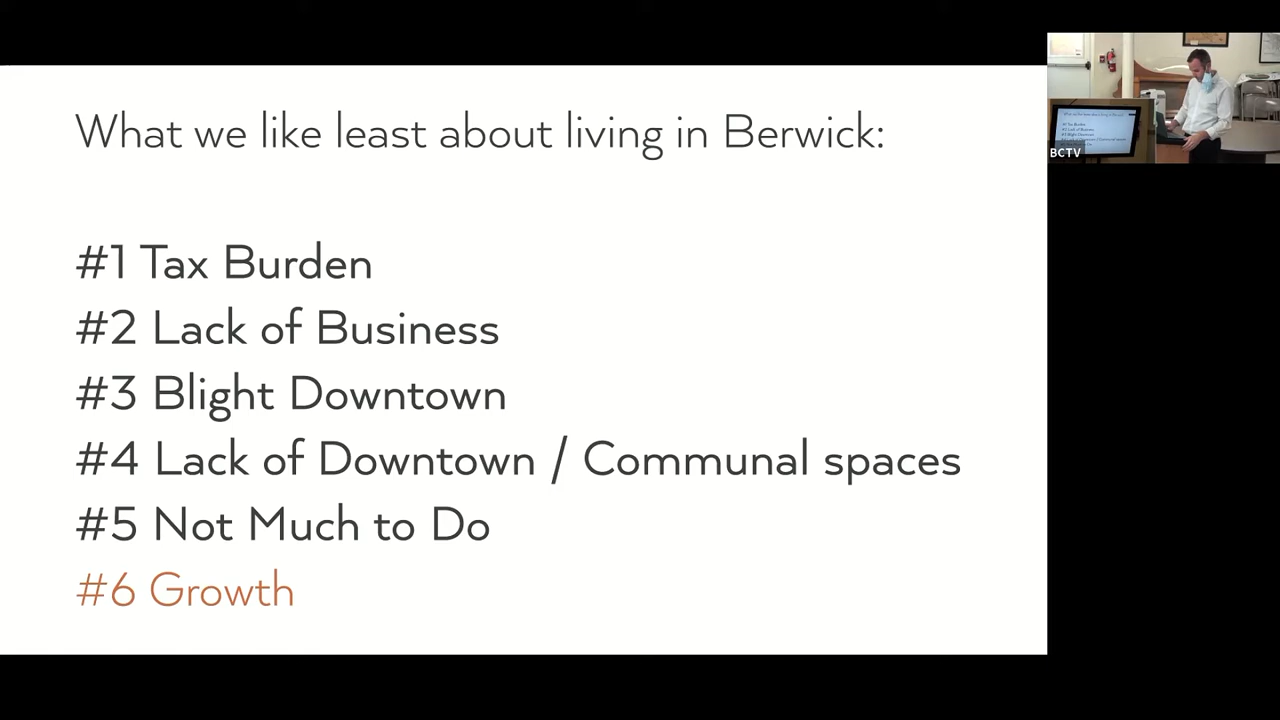 What we like least about living in Berwick:
#1 Tax Burden
#2 Lack of Business
#3 Blight Downtown
#4 Lack of Downtown / Communal spaces
#5 Not Much to Do
#6 Growth
BCTV